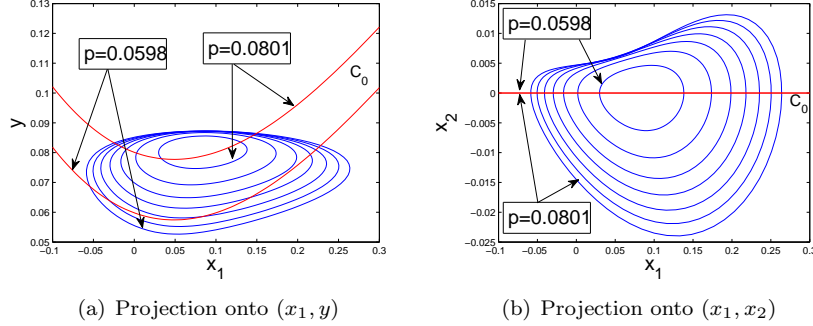 0.12
0.11
0.1
0.09
0.08
0.07
0.06
0.05
y
-0.1 -0.05 0 0.05 0.1 0.15 0.2 0.25 0.3
x1
p=0.0598
p=0.0801
C0
(a) Projection onto (x1, y)
0.015
0.01
0.005
0
-0.005
-0.01
-0.015
-0.02
-0.025
x2
-0.1 -0.05 0 0.05 0.1 0.15 0.2 0.25 0.3
x1
p=0.0598
C0
p=0.0801
(b) Projection onto (x1, x2)